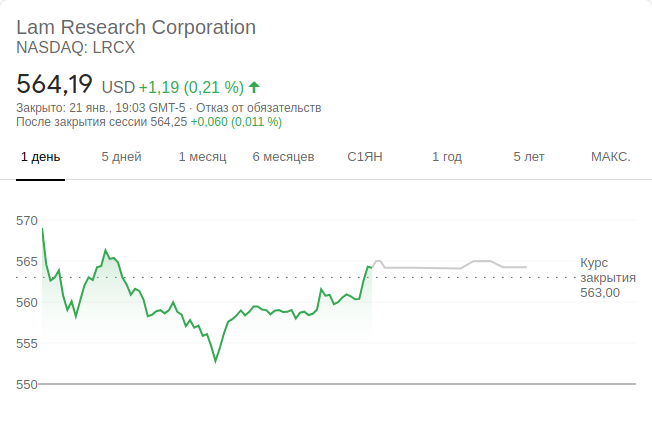 Lam Research Corporation
NASDAQ: LRCX
564,19 USD +1,19 (0,21 %)
Закрыто: 21 янв., 19:03 GMT-5 · Отказ от обязательств
После закрытия сессии 564,25 +0,060 (0,011 %)
1 день 5 дней 1 месяц 6 месяцев С1ЯН 1 год 5 лет МАКС.
570
565
560
555
550
Курс
закрытия
563,00